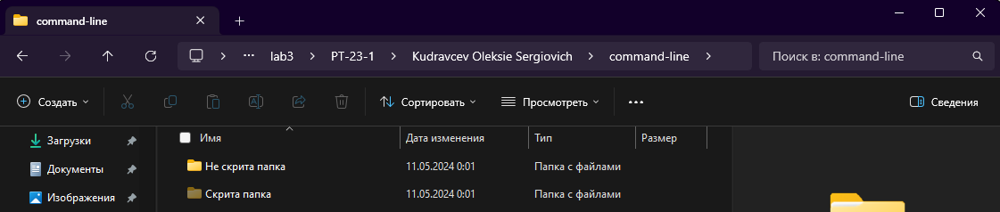 command-line
lab3 PT-23-1 Kudravcev Oleksie Sergiovich command-line Поиск в: command-line
Создать Сортировать Просмотреть Сведения
Загрузки
Документы
Изображения
Имя Дата изменения Тип Размер
Не скрита папка 11.05.2024 0:01 Папка с файлами
Скрита папка 11.05.2024 0:01 Папка с файлами